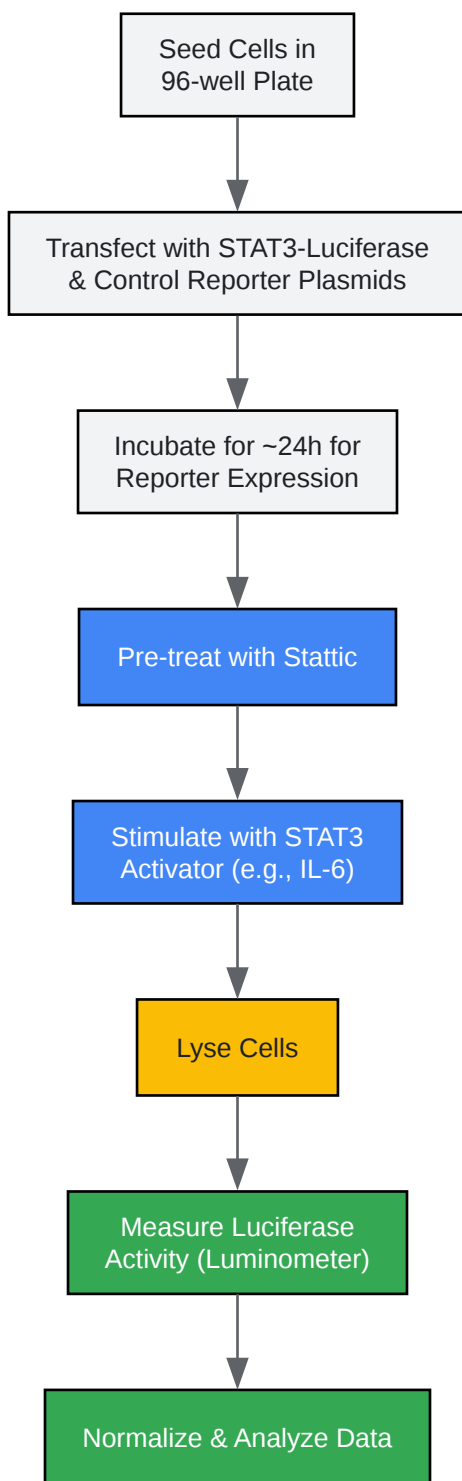 Seed Cells in
96-well Plate
Transfect with STAT3-Luciferase
& Control Reporter Plasmids
Incubate for ~24h for
Reporter Expression
Pre-treat with Stattic
Stimulate with STAT3
Activator (e.g., IL-6)
Lyse Cells
Measure Luciferase
Activity (Luminometer)
Normalize & Analyze Data